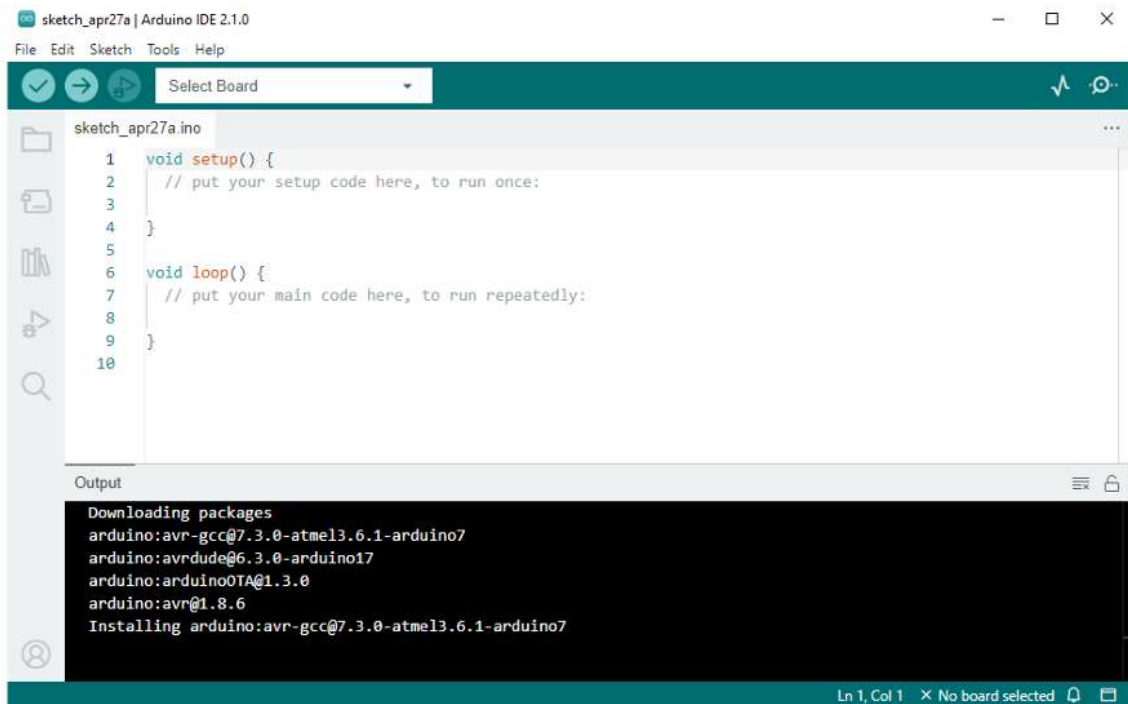 sketch_apr27a | Arduino IDE 2.1.0
File Edit Sketch Tools Help
Select Board
sketch_apr27a.ino
1 void setup() {
2 // put your setup code here, to run once:
3
4 }
5
6 void loop() {
7 // put your main code here, to run repeatedly:
8
9 }
10
Output
Downloading packages
arduino:avr-gcc@7.3.0-atmel3.6.1-arduino7
arduino:avrdude@6.3.0-arduino17
arduino:arduinoOTA@1.3.0
arduino:avr@1.8.6
Installing arduino:avr-gcc@7.3.0-atmel3.6.1-arduino7
Ln 1, Col 1 × No board selected